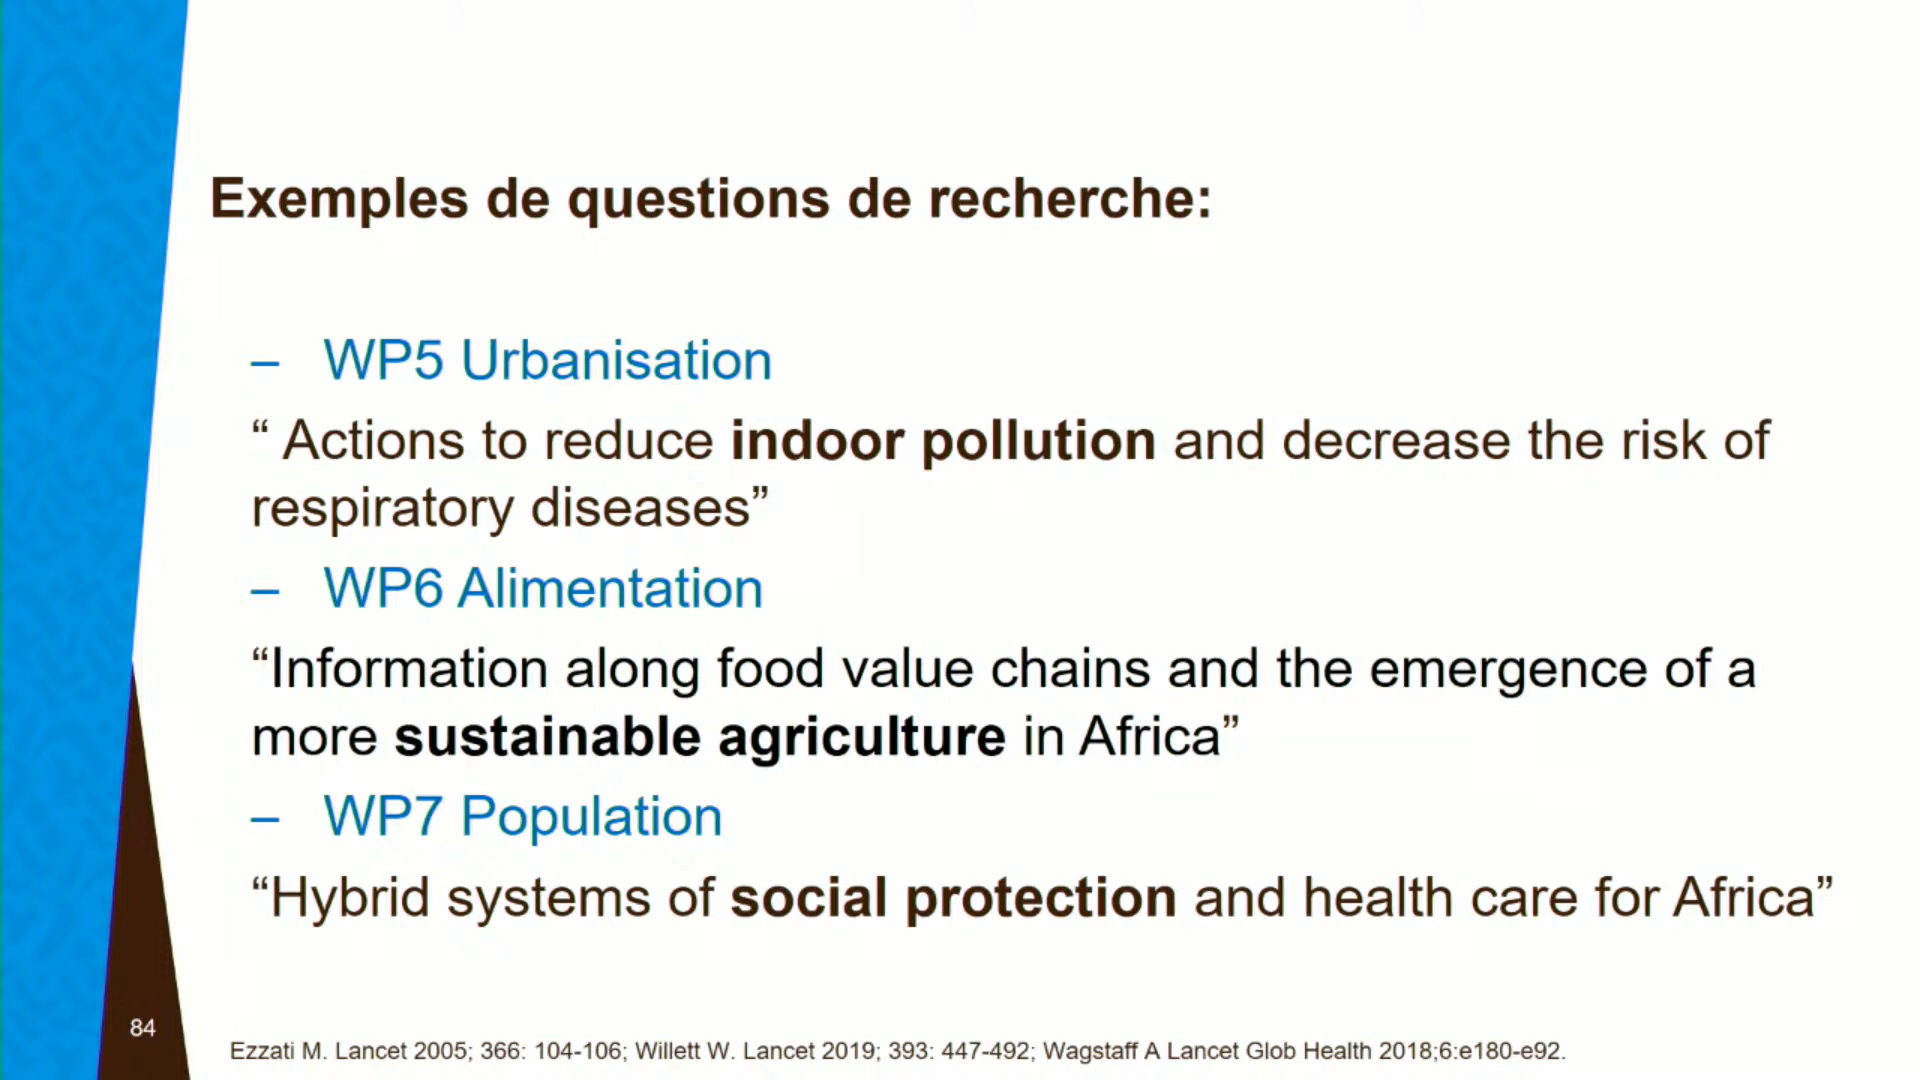 Exemples de questions de recherche:
– WP5 Urbanisation
“ Actions to reduce indoor pollution and decrease the risk of
respiratory diseases”
– WP6 Alimentation
“Information along food value chains and the emergence of a
more sustainable agriculture in Africa”
– WP7 Population
“Hybrid systems of social protection and health care for Africa”
84
Ezzati M. Lancet 2005; 366: 104-106; Willett W. Lancet 2019; 393: 447-492; Wagstaff A Lancet Glob Health 2018;6:e180-e92.